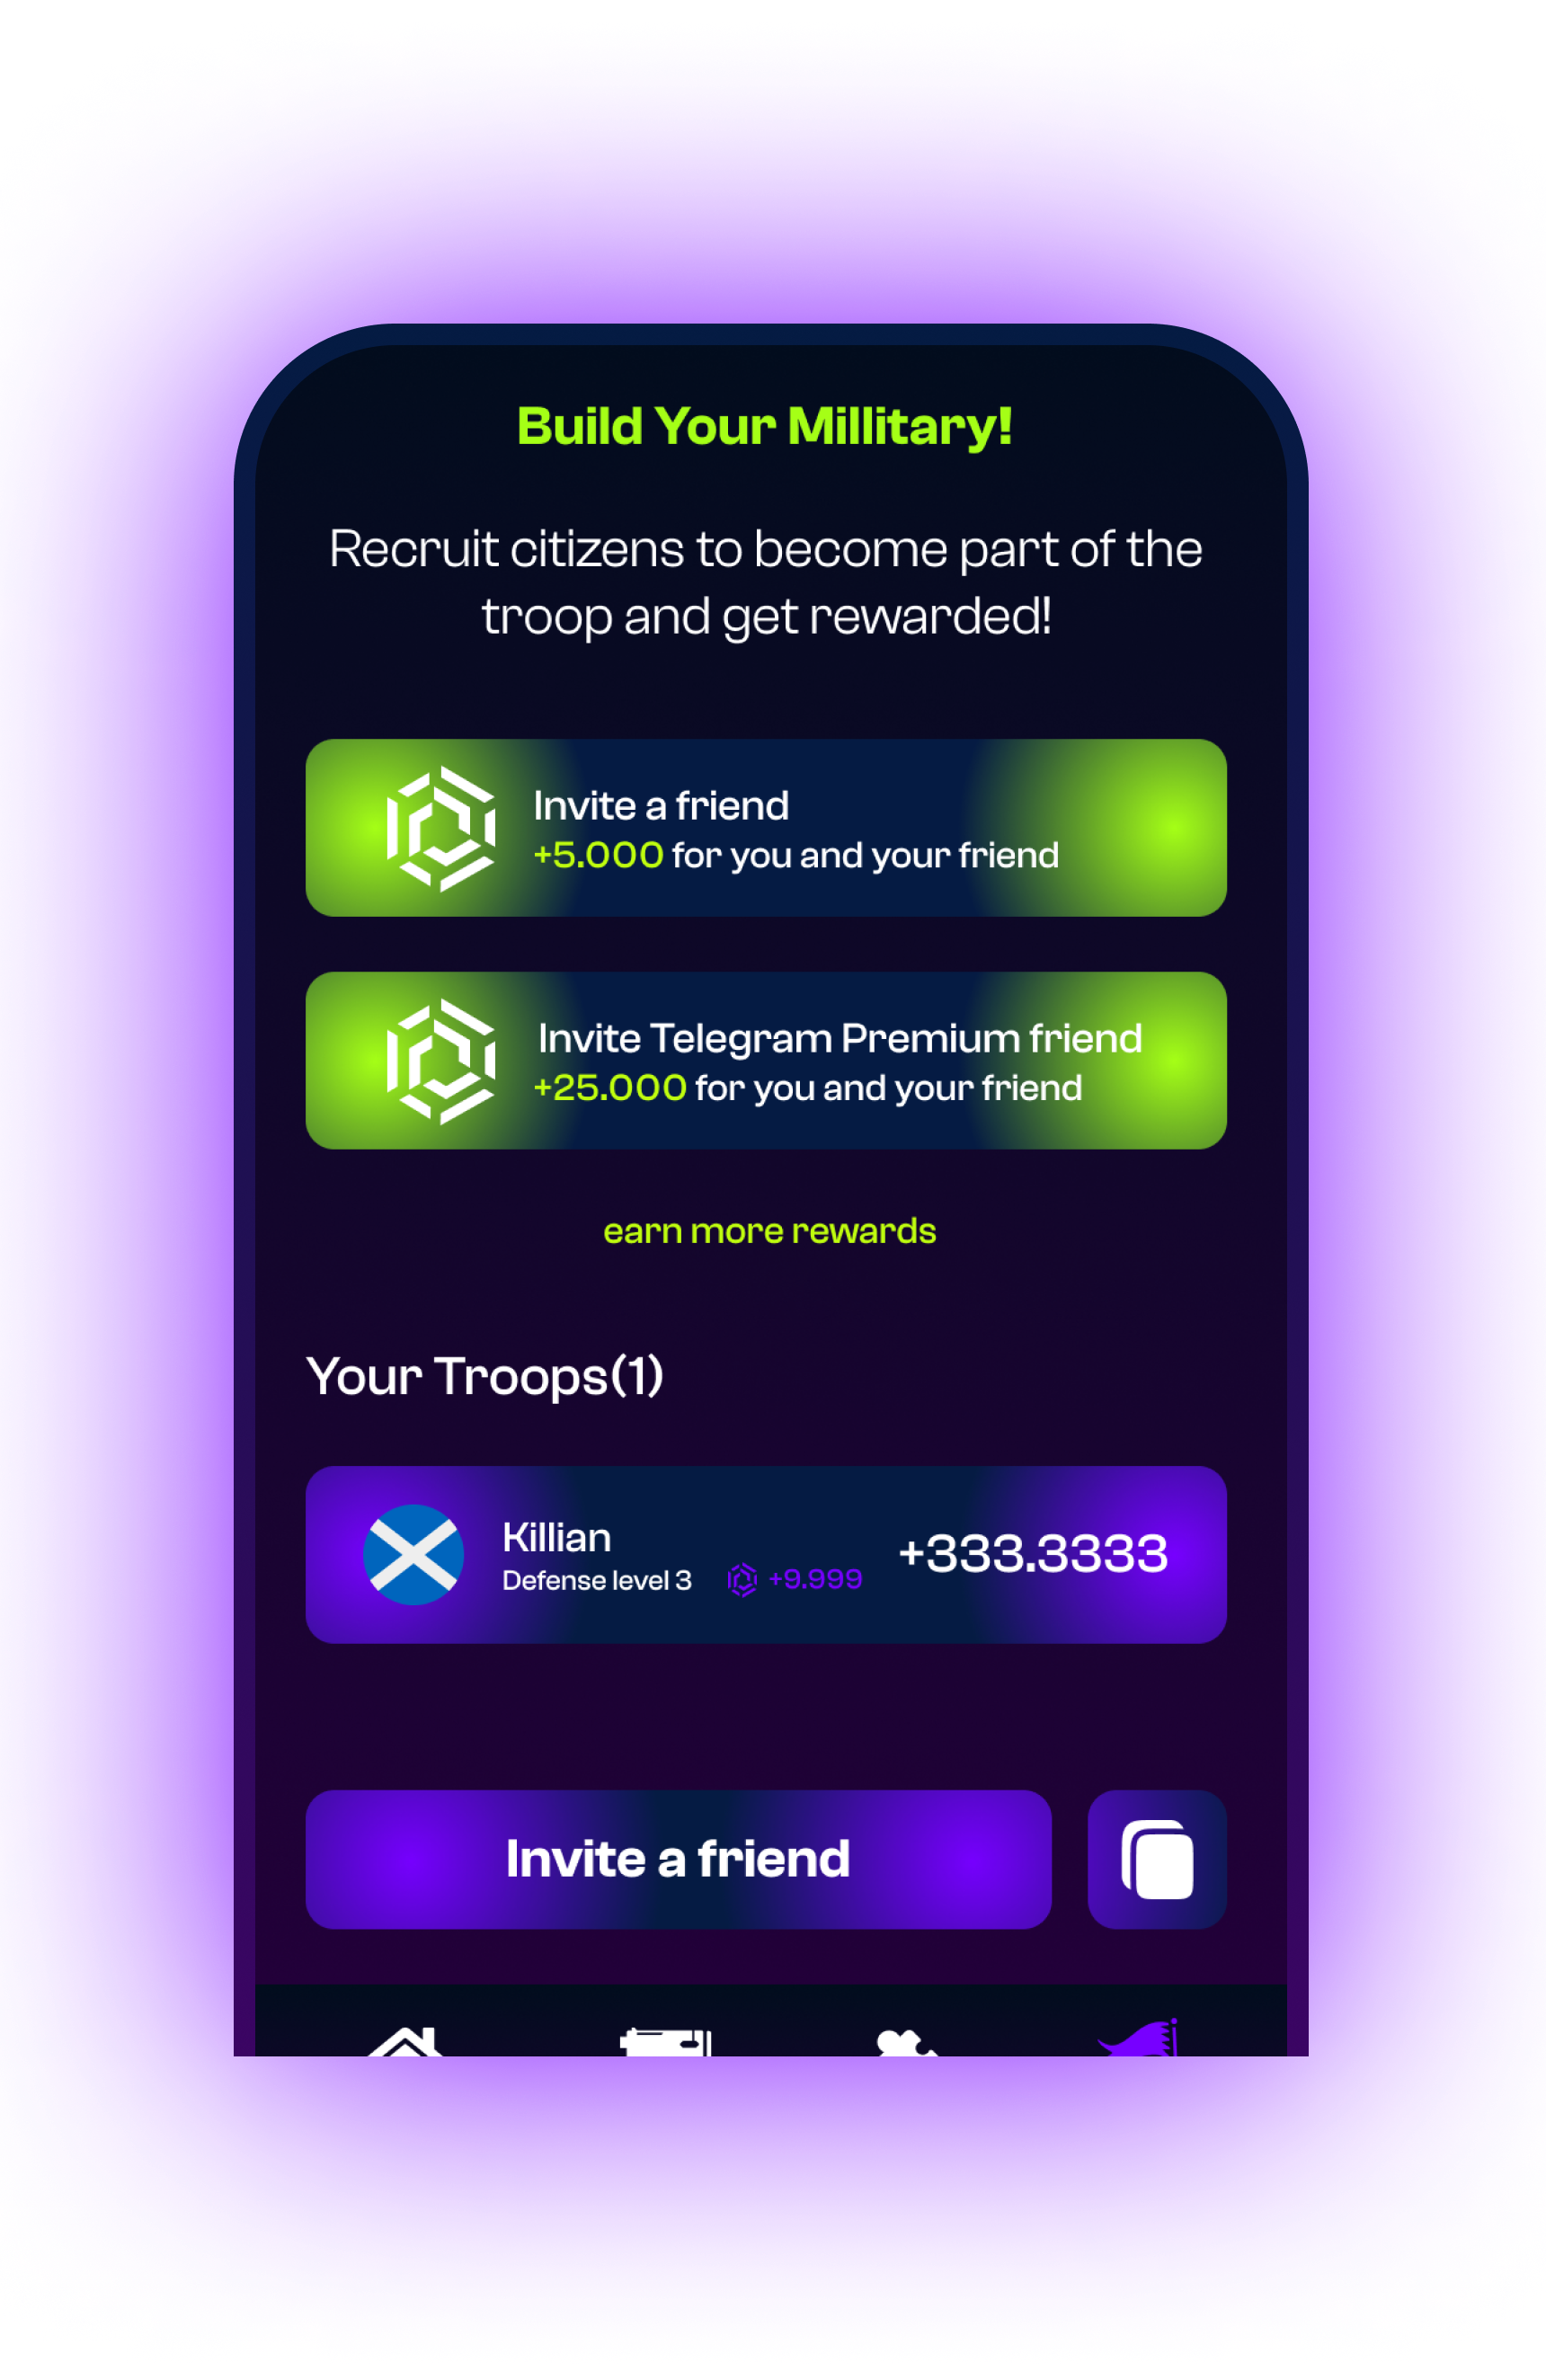 Build Your Millitary!
Recruit citizens to become part of the
troop and get rewarded!
Invite a friend
+5.000 for you and your friend
Invite Telegram Premium friend
+25.000 for you and your friend
earn more rewards
Your Troops(1)
Killian
Defense level 3 +9.999
+333.3333
Invite a friend